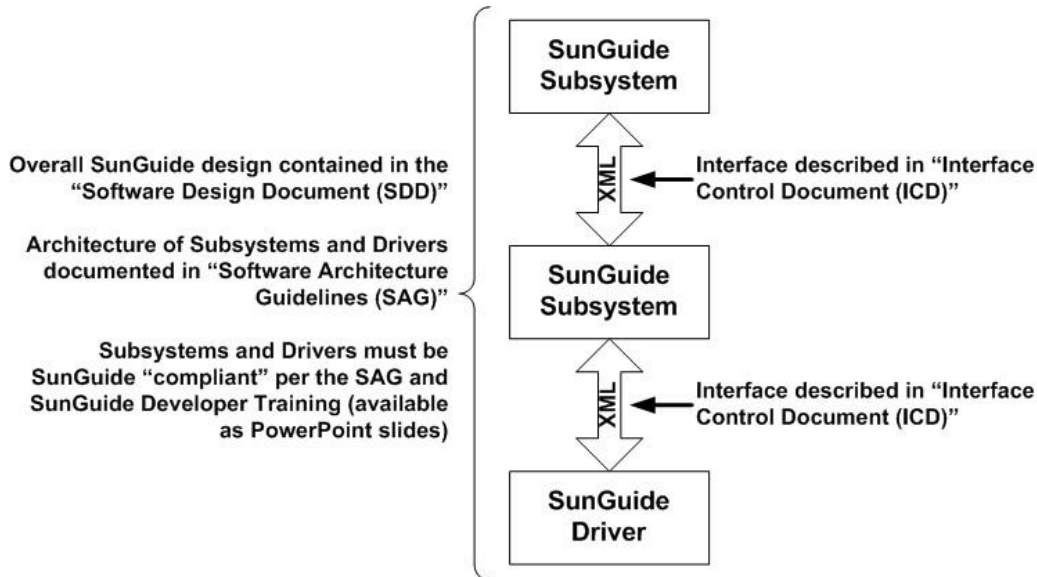 SunGuide
Subsystem
XML
Overall SunGuide design contained in the
“Software Design Document (SDD)”
Interface described in “Interface
Control Document (ICD)”
Architecture of Subsystems and Drivers
documented in “Software Architecture
Guidelines (SAG)”
SunGuide
Subsystem
Subsystems and Drivers must be
SunGuide “compliant” per the SAG and
SunGuide Developer Training (available
as PowerPoint slides)
XML
Interface described in “Interface
Control Document (ICD)”
SunGuide
Driver